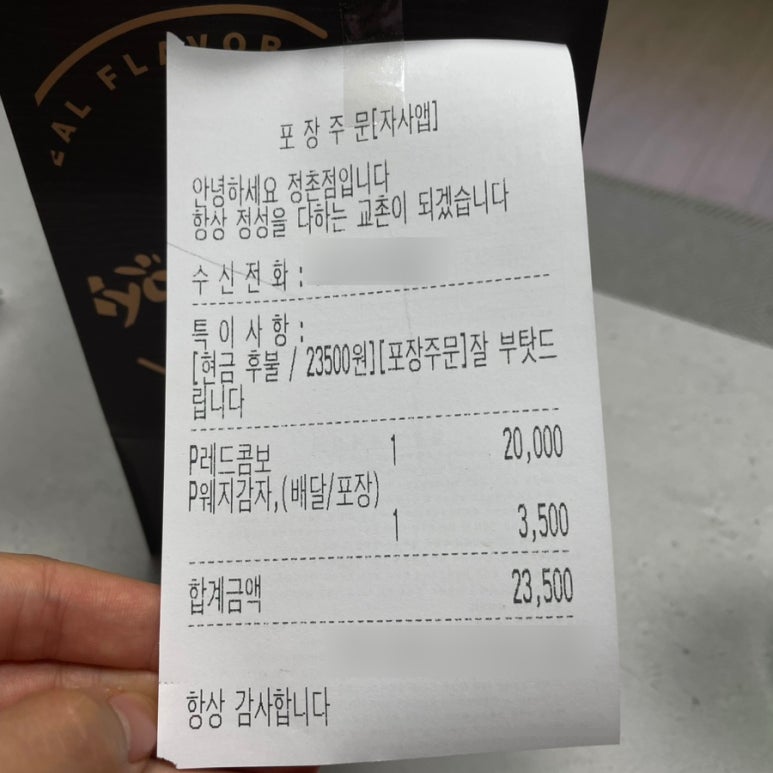 CAL FLAVOR
포장주문[자사앱]
안녕하세요 정촌점입니다
항상 정성을 다하는 교촌이 되겠습니다
수신전화 :
특이사항 :
[현금 후불 / 23500원][포장주문]잘 부탓드
립니다
P레드콤보 1 20,000
P웨지감자,(배달/포장)
1 3,500
합계금액 23,500
항상 감사합니다